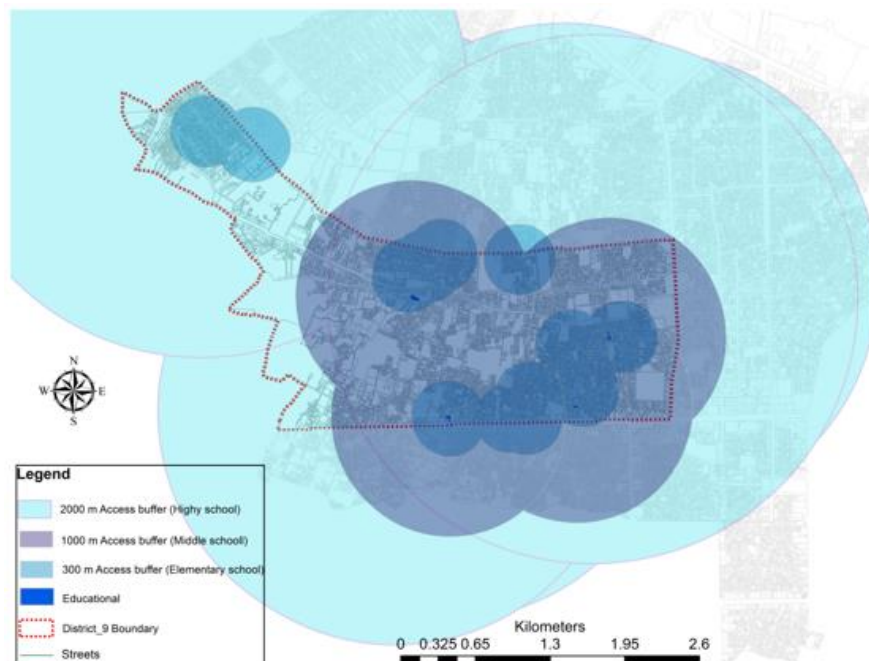 N
W E
S
Legend
2000 m Access buffer (Highy school)
1000 m Access buffer (Middle schooll)
300 m Access buffer (Elementary school)
Educational
District_9 Boundary
Streets
Kilometers
0 0.325 0.65 1.3 1.95 2.6